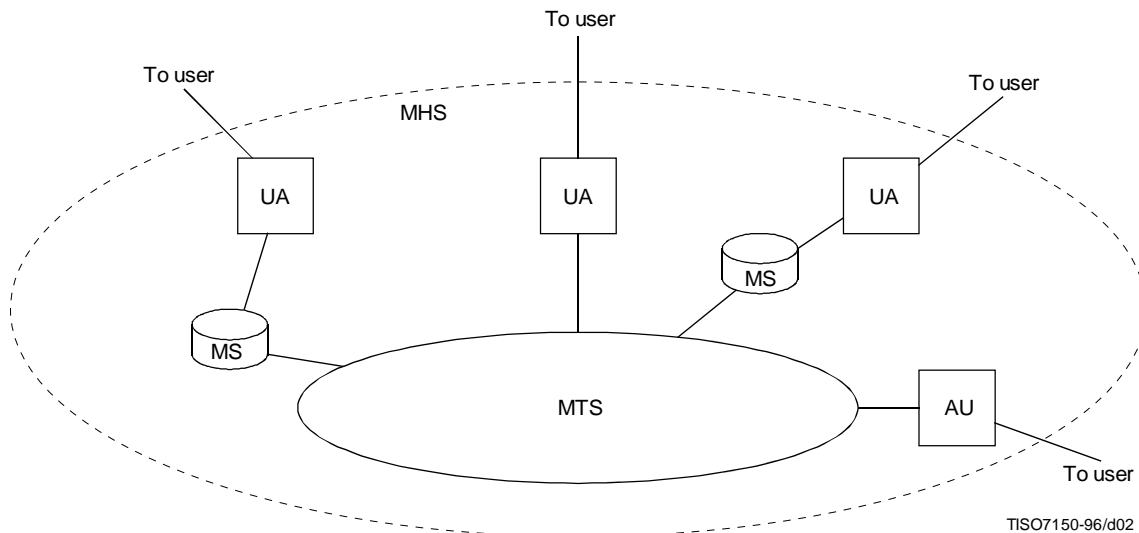 To user
To user
To user
MHS
UA
UA
UA
MS
MS
MTS
AU
To user
TISO7150-96/d02